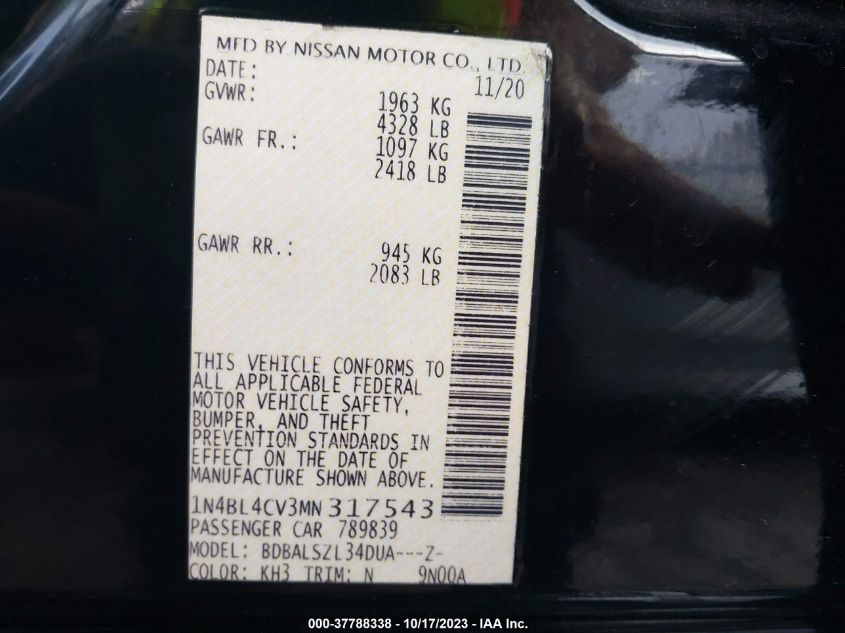 MFD BY NISSAN MOTOR CO., LTD.
DATE: 11/20
GVWR: 1963 KG
4328 LB
GAWR FR.: 1097 KG
2418 LB
GAWR RR.: 945 KG
2083 LB
THIS VEHICLE CONFORMS TO
ALL APPLICABLE FEDERAL
MOTOR VEHICLE SAFETY,
BUMPER, AND THEFT
PREVENTION STANDARDS IN
EFFECT ON THE DATE OF
MANUFACTURE SHOWN ABOVE.
1N4BL4CV3MN317543
PASSENGER CAR 789839
MODEL: BDBALSZL34DUA---Z-
COLOR: KH3 TRIM: N 9N00A
000-37788338 - 10/17/2023 - IAA Inc.